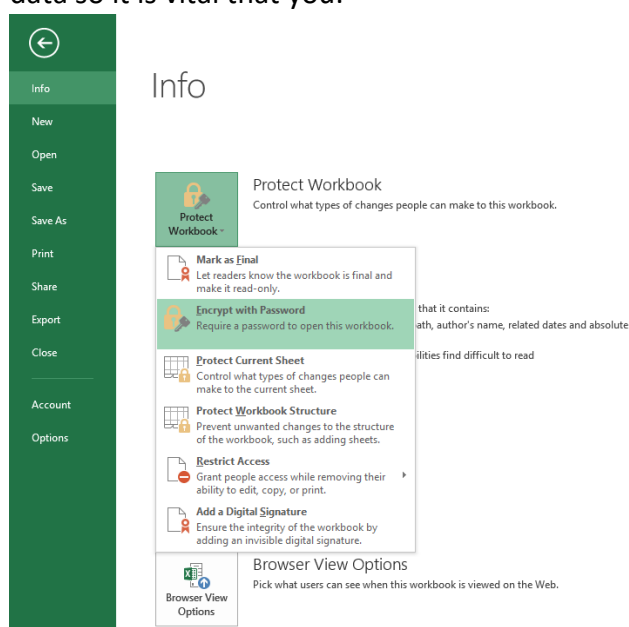 data so it is vital that you:
Info
Info
New
Open
Save
Save As
Print
Share
Export
Close
Account
Options
Protect Workbook
Control what types of changes people can make to this workbook.
Protect
Workbook
Mark as Final
Let readers know the workbook is final and
make it read-only.
Encrypt with Password
Require a password to open this workbook.
Protect Current Sheet
Control what types of changes people can
make to the current sheet.
Protect Workbook Structure
Prevent unwanted changes to the structure
of the workbook, such as adding sheets.
Restrict Access
Grant people access while removing their
ability to edit, copy, or print.
Add a Digital Signature
Ensure the integrity of the workbook by
adding an invisible digital signature.
that it contains:
author's name, related dates and absolute
find difficult to read
Browser View
Options
Browser View Options
Pick what users can see when this workbook is viewed on the Web.